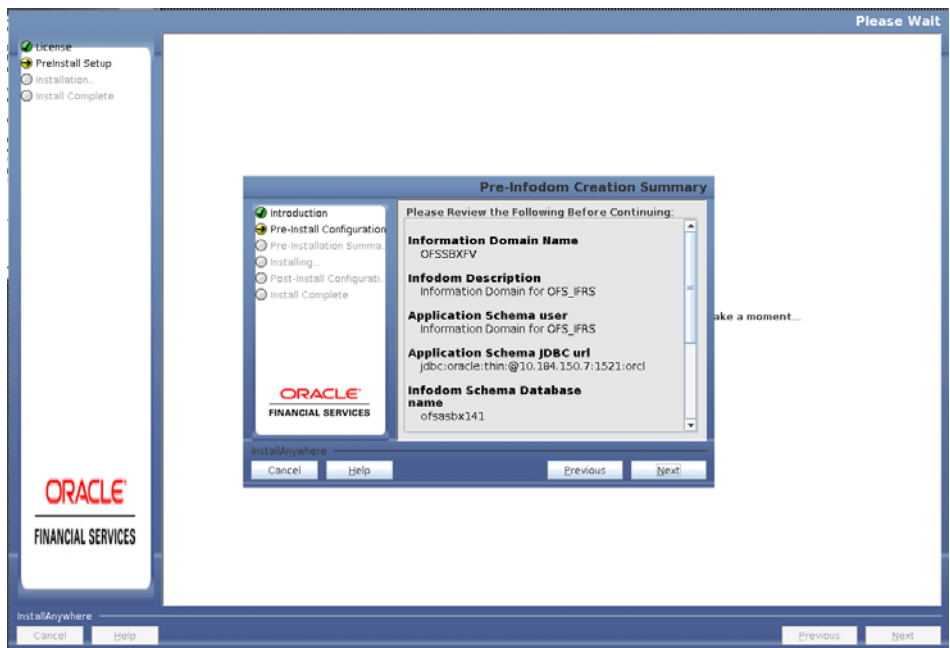 Please Wait
License
PreInstall Setup
Installation..
Install Complete
Pre-Infodom Creation Summary
Introduction
Pre-Install Configuration
Pre-Installation Summa..
Installing...
Post-Install Configurati..
Install Complete
ORACLE
FINANCIAL SERVICES
Please Review the Following Before Continuing:
Information Domain Name
OFSSBXFV
Infodom Description
Information Domain for OFS_IFRS
Application Schema user
Information Domain for OFS_IFRS
Application Schema JDBC url
jdbc:oracle:thin:@10.184.150.7:1521:orcl
Infodom Schema Database
name
ofsasbx141
InstallAnywhere
Cancel
Help
Previous
Next
ake a moment...
ORACLE
FINANCIAL SERVICES
InstallAnywhere
Cancel
Help
Previous
Next